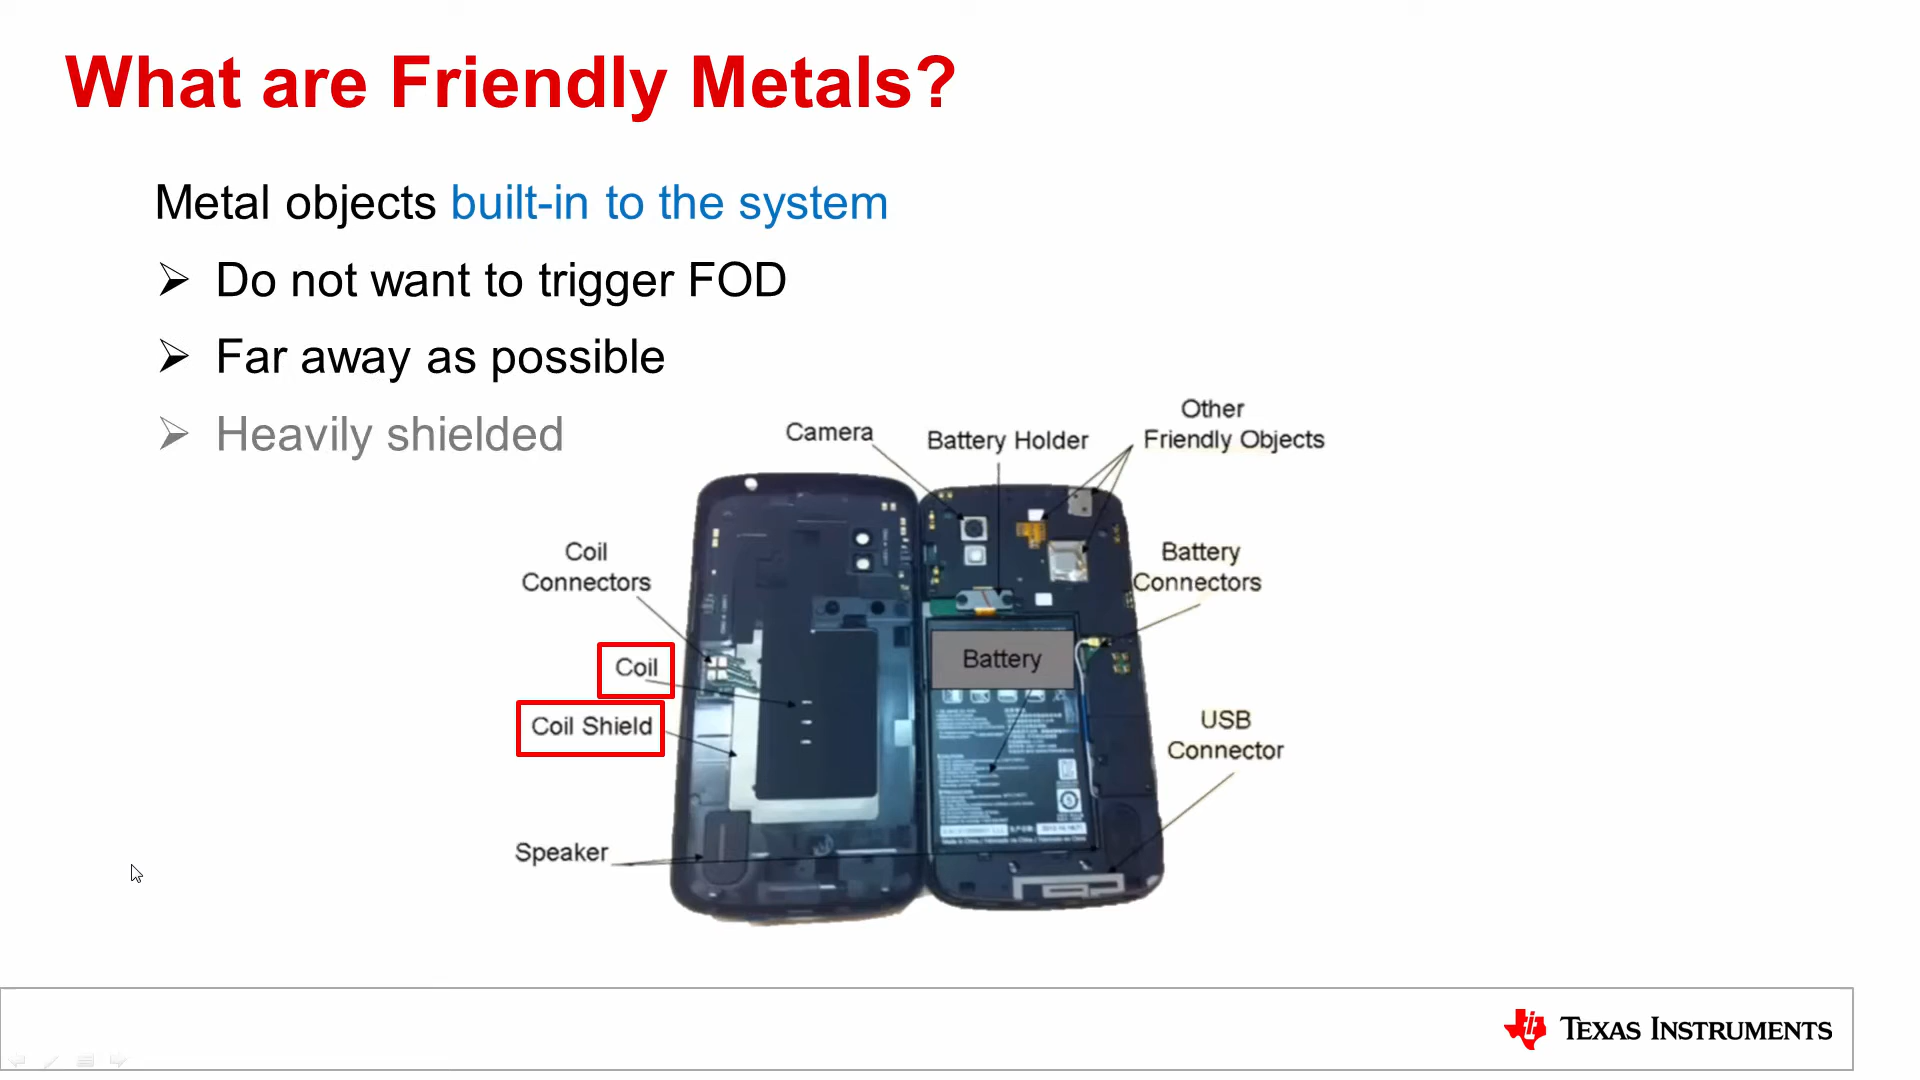 What are Friendly Metals?
Metal objects built-in to the system
Do not want to trigger FOD
Far away as possible
Heavily shielded
Camera
Battery Holder
Other
Friendly Objects
Coil
Connectors
Battery
Connectors
Coil
Battery
Coil Shield
USB
Connector
Speaker
TEXAS INSTRUMENTS